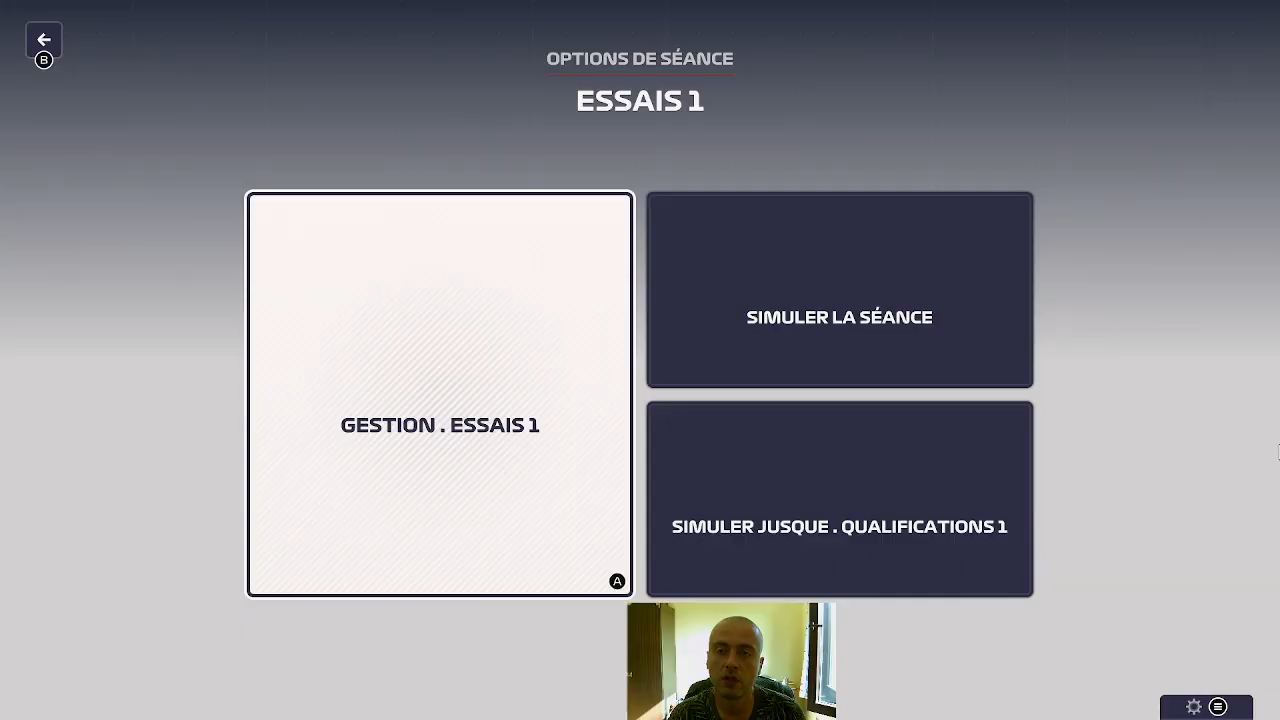 B
OPTIONS DE SÉANCE
ESSAIS 1
GESTION . ESSAIS 1
A
SIMULER LA SÉANCE
SIMULER JUSQUE . QUALIFICATIONS 1